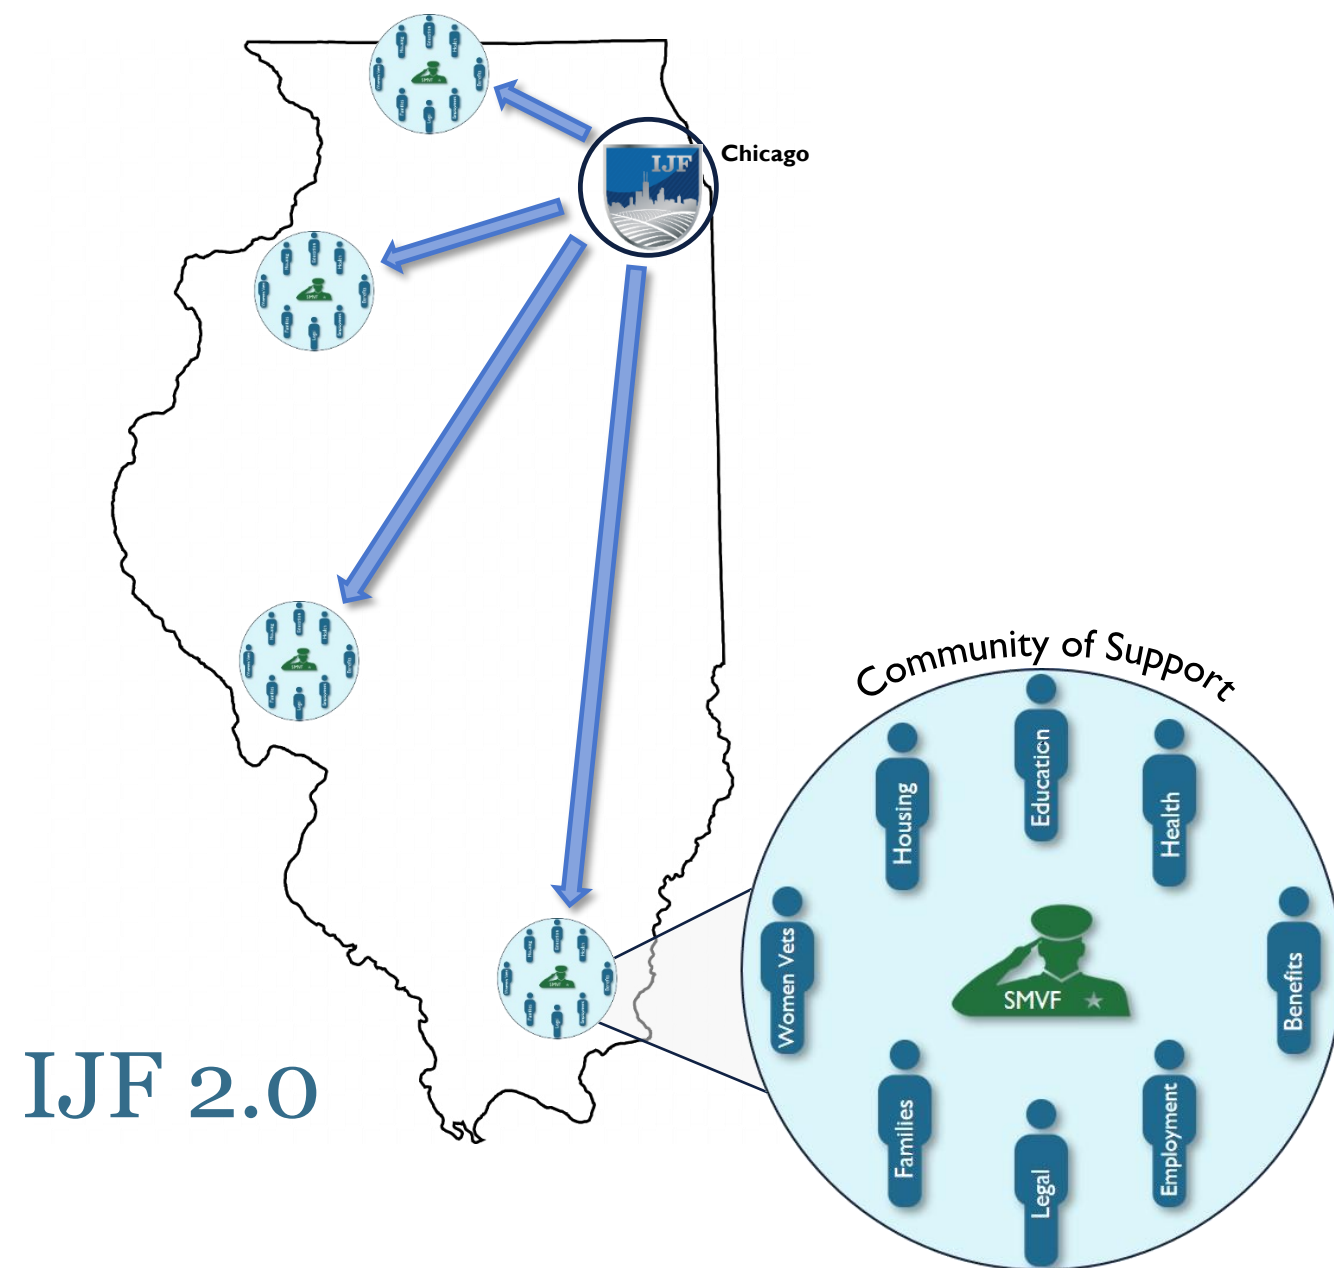 IJF
Chicago
Community of Support
Education
Housing
Health
Women Vets
SMVF
Benefits
Families
Employment
Legal
IJF 2.0